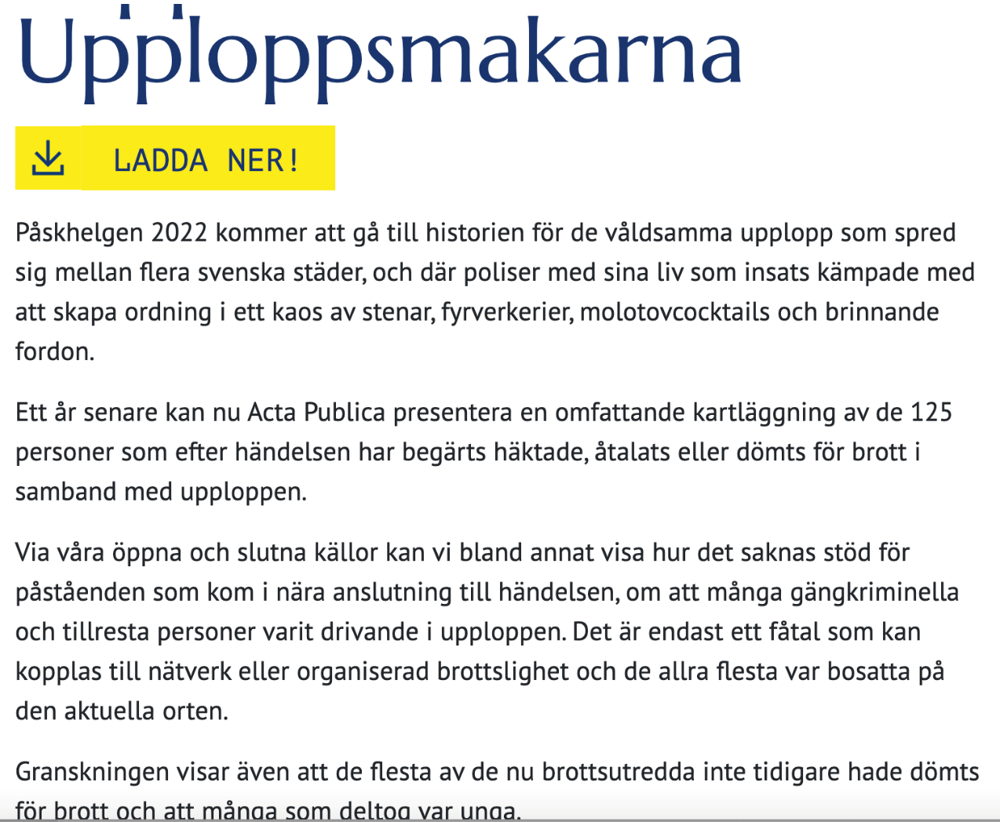 Upploppsmakarna
LADDA NER!
Påskhelgen 2022 kommer att gå till historien för de våldsamma upplopp som spred
sig mellan flera svenska städer, och där poliser med sina liv som insats kämpade med
att skapa ordning i ett kaos av stenar, fyrverkerier, molotovcocktails och brinnande
fordon.
Ett år senare kan nu Acta Publica presentera en omfattande kartläggning av de 125
personer som efter händelsen har begärts häktade, åtalats eller dömts för brott i
samband med upploppen.
Via våra öppna och slutna källor kan vi bland annat visa hur det saknas stöd för
påståenden som kom i nära anslutning till händelsen, om att många gängkriminella
och tillresta personer varit drivande i upploppen. Det är endast ett fåtal som kan
kopplas till nätverk eller organiserad brottslighet och de allra flesta var bosatta på
den aktuella orten.
Granskningen visar även att de flesta av de nu brottsutredda inte tidigare hade dömts
för brott och att många som deltog var unga.